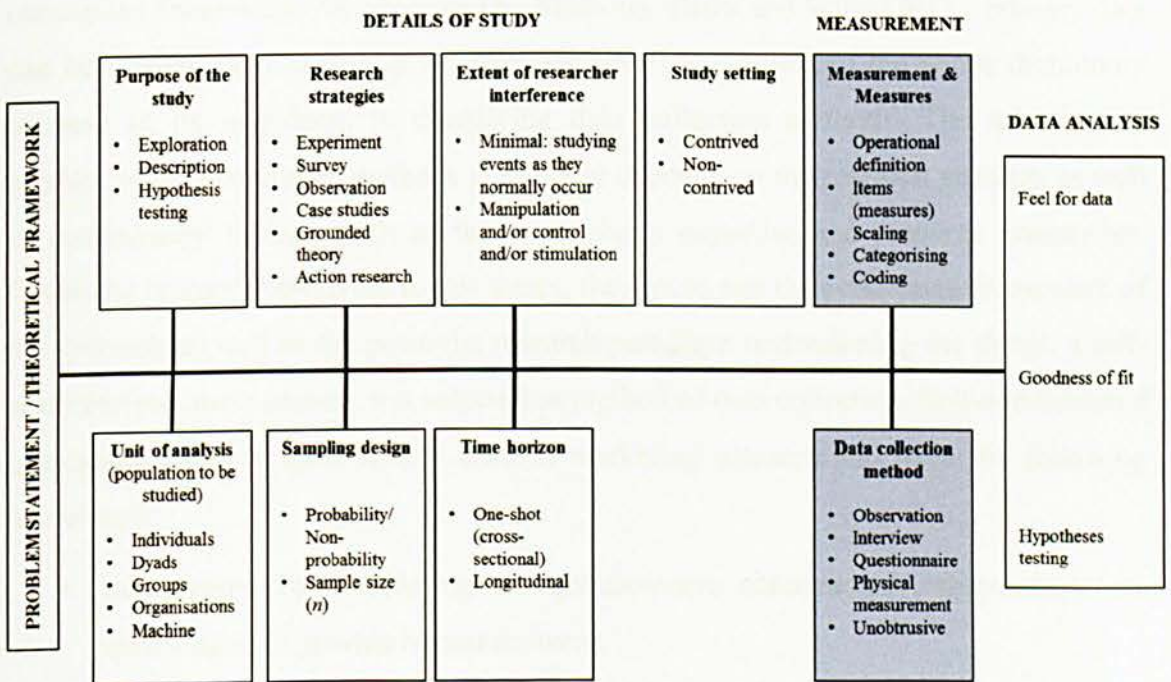 DETAILS OF STUDY
MEASUREMENT
PROBLEM STATEMENT / THEORETICAL FRAMEWORK
Purpose of the
study
• Exploration
• Description
• Hypothesis
testing
Research
strategies
• Experiment
• Survey
• Observation
• Case studies
• Grounded
theory
• Action research
Extent of researcher
interference
• Minimal: studying
events as they
normally occur
• Manipulation
and/or control
and/or stimulation
Study setting
• Contrived
• Non-
contrived
Measurement &
Measures
• Operational
definition
• Items
(measures)
• Scaling
• Categorising
• Coding
DATA ANALYSIS
Feel for data
Goodness of fit
Hypotheses
testing
Unit of analysis
(population to be
studied)
• Individuals
• Dyads
• Groups
• Organisations
• Machine
Sampling design
• Probability/
Non-
probability
• Sample size
(n)
Time horizon
• One-shot
(cross-
sectional)
• Longitudinal
Data collection
method
• Observation
• Interview
• Questionnaire
• Physical
measurement
• Unobtrusive